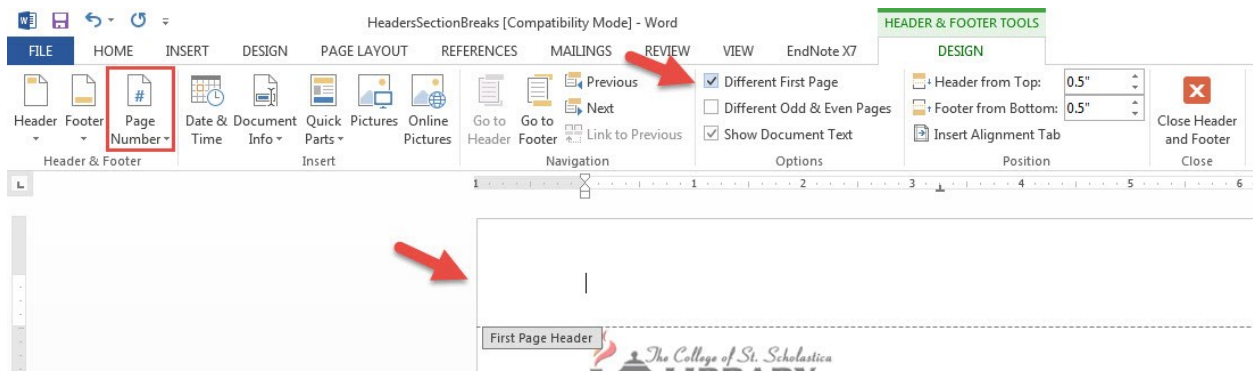 HeadersSectionBreaks [Compatibility Mode] - Word
HEADER & FOOTER TOOLS
FILE HOME INSERT DESIGN PAGE LAYOUT REFERENCES MAILINGS REVIEW VIEW EndNote X7 DESIGN
Header
Footer
Page
Number
Header & Footer
Date &
Time
Document
Info
Quick
Parts
Pictures
Online
Pictures
Insert
Go to
Header
Go to
Footer
Previous
Next
Link to Previous
Navigation
Different First Page
Different Odd & Even Pages
Show Document Text
Options
Header from Top: 0.5"
Footer from Bottom: 0.5"
Insert Alignment Tab
Position
Close Header
and Footer
Close
1 1 2 3 4 5 6
First Page Header
The College of St. Scholastica
LIBRARY